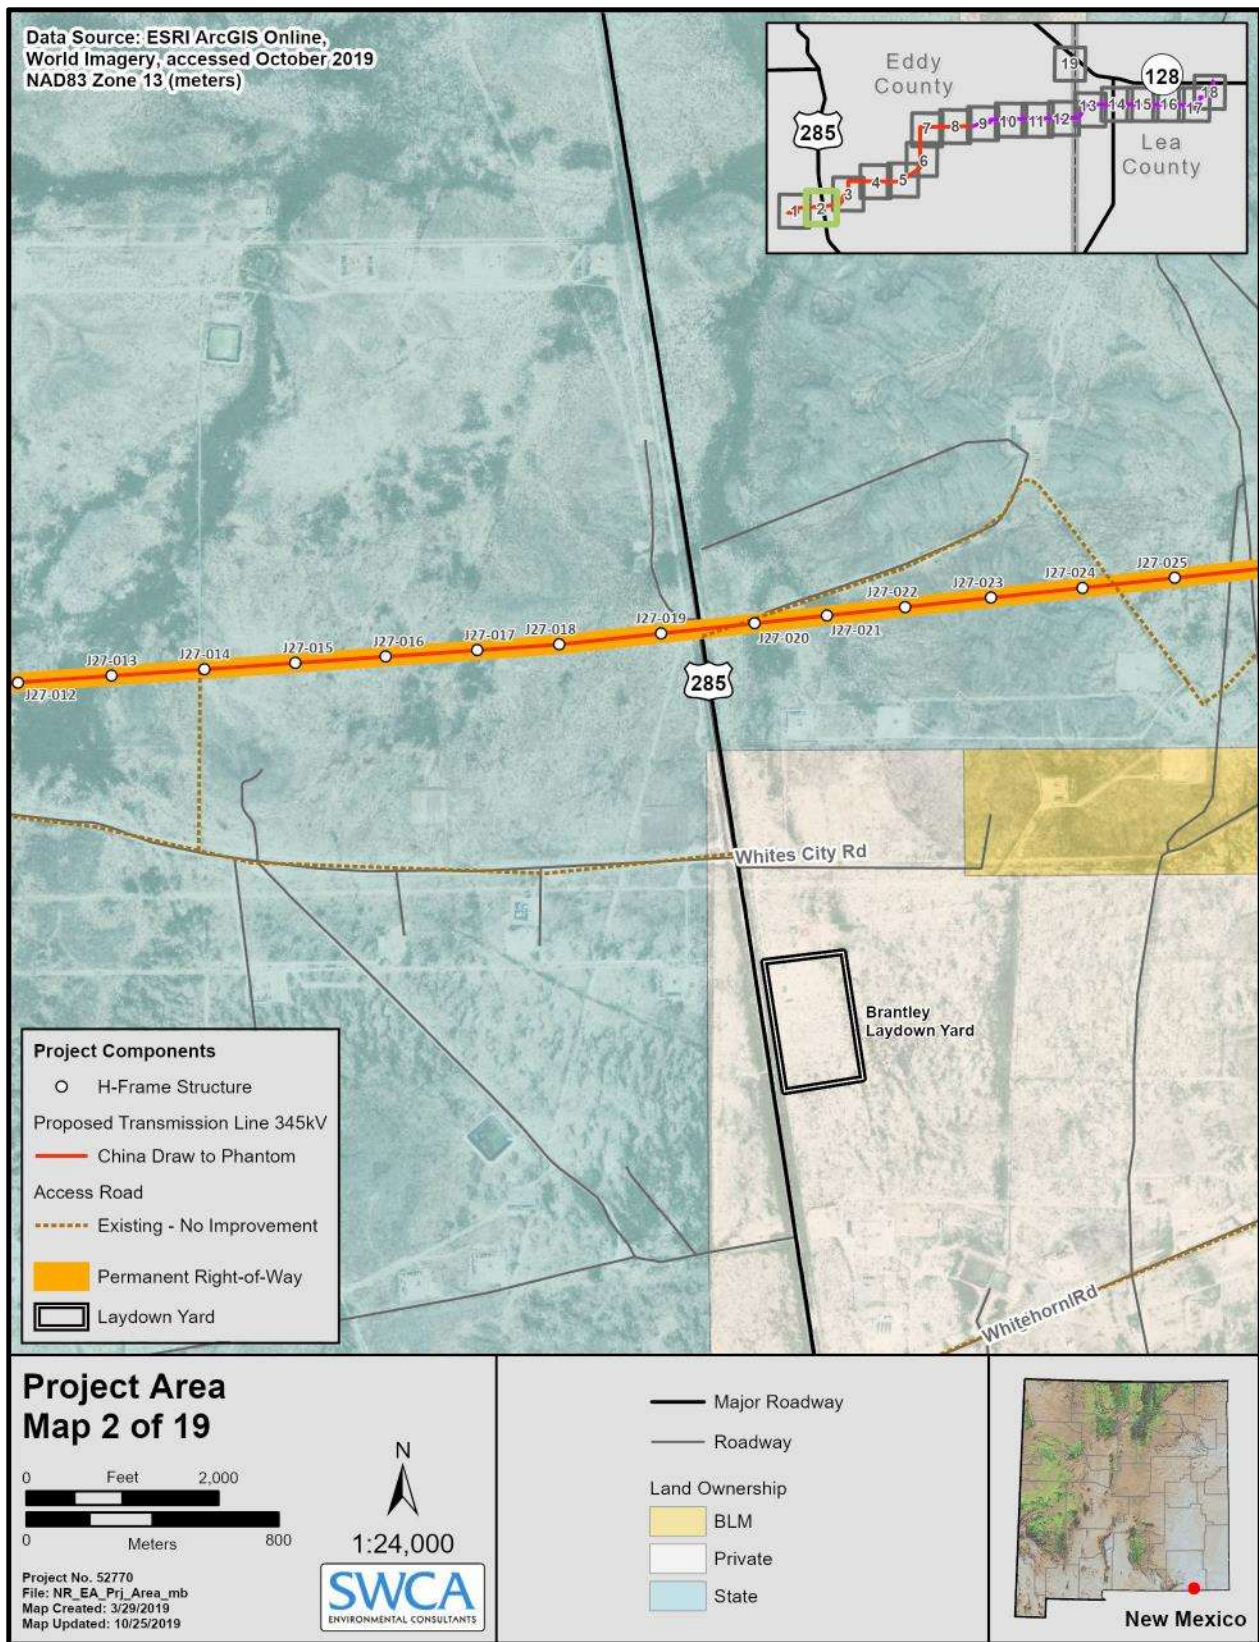 Data Source: ESRI ArcGIS Online,
World Imagery, accessed October 2019
NAD83 Zone 13 (meters)
Eddy
County
Lea
County
285
128
1
2
3
4
5
6
7
8
9
10
11
12
13
14
15
16
17
18
19
J27-012
J27-013
J27-014
J27-015
J27-016
J27-017
J27-018
J27-019
J27-020
J27-021
J27-022
J27-023
J27-024
J27-025
285
Whites City Rd
Brantley
Laydown Yard
Whitehorn Rd
Project Components
H-Frame Structure
Proposed Transmission Line 345kV
China Draw to Phantom
Access Road
Existing - No Improvement
Permanent Right-of-Way
Laydown Yard
Project Area
Map 2 of 19
0 Feet 2,000
0 Meters 800
N
1:24,000
Project No. 52770
File: NR_EA_Prj_Area_mb
Map Created: 3/29/2019
Map Updated: 10/25/2019
SWCA
ENVIRONMENTAL CONSULTANTS
Major Roadway
Roadway
Land Ownership
BLM
Private
State
New Mexico